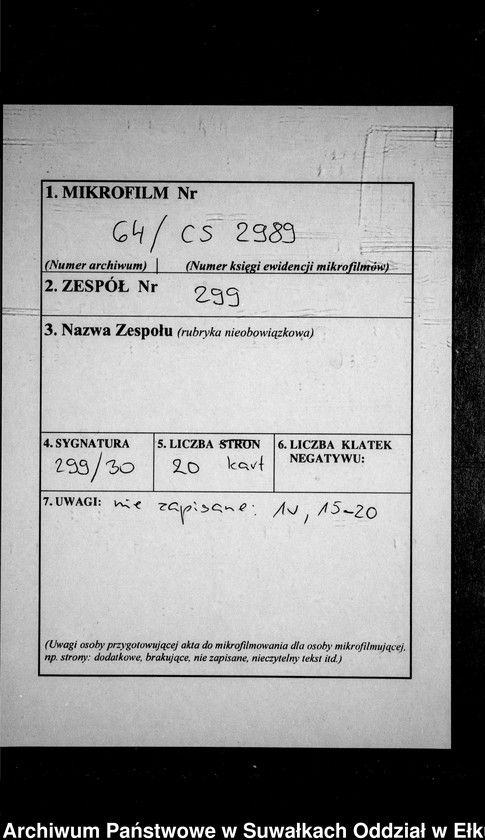 1. MIKROFILM Nr
64/ CS 2989
(Numer archiwum) (Numer księgi ewidencji mikrofilmów)
2. ZESPÓŁ Nr 299
3. Nazwa Zespołu (rubryka nieobowiązkowa)
4. SYGNATURA 5. LICZBA STRON 6. LICZBA KLATEK
NEGATYWU:
299/30 20 kart
7. UWAGI: nie zapisane: 1v, 15-20
(Uwagi osoby przygotowującej akta do mikrofilmowania dla osoby mikrofilmującej,
np. strony: dodatkowe, brakujące, nie zapisane, nieczytelny tekst itd.)
Archiwum Państwowe w Suwałkach Oddział w Ełk